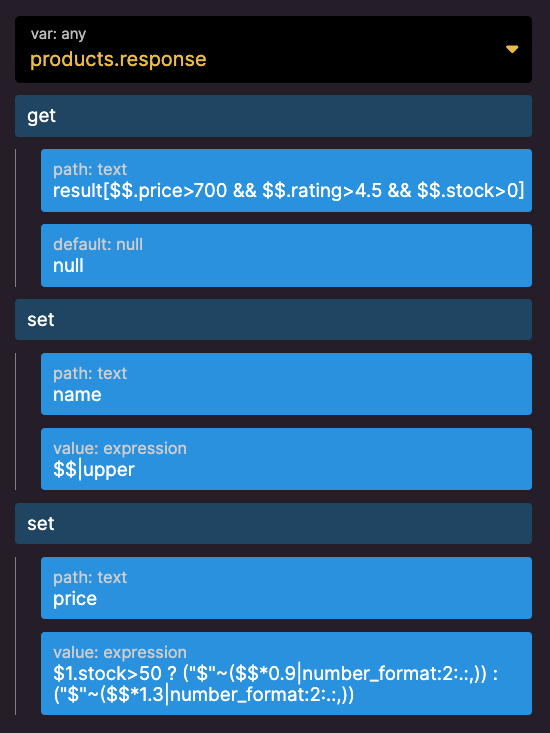 var: any
products.response
get
path: text
result[$$.price>700 && $$.rating>4.5 && $$.stock>0]
default: null
null
set
path: text
name
value: expression
$$|upper
set
path: text
price
value: expression
$1.stock>50 ? ("$"~($$*0.9|number_format:2:.:,)) :
("$"~($$*1.3|number_format:2:.:,))